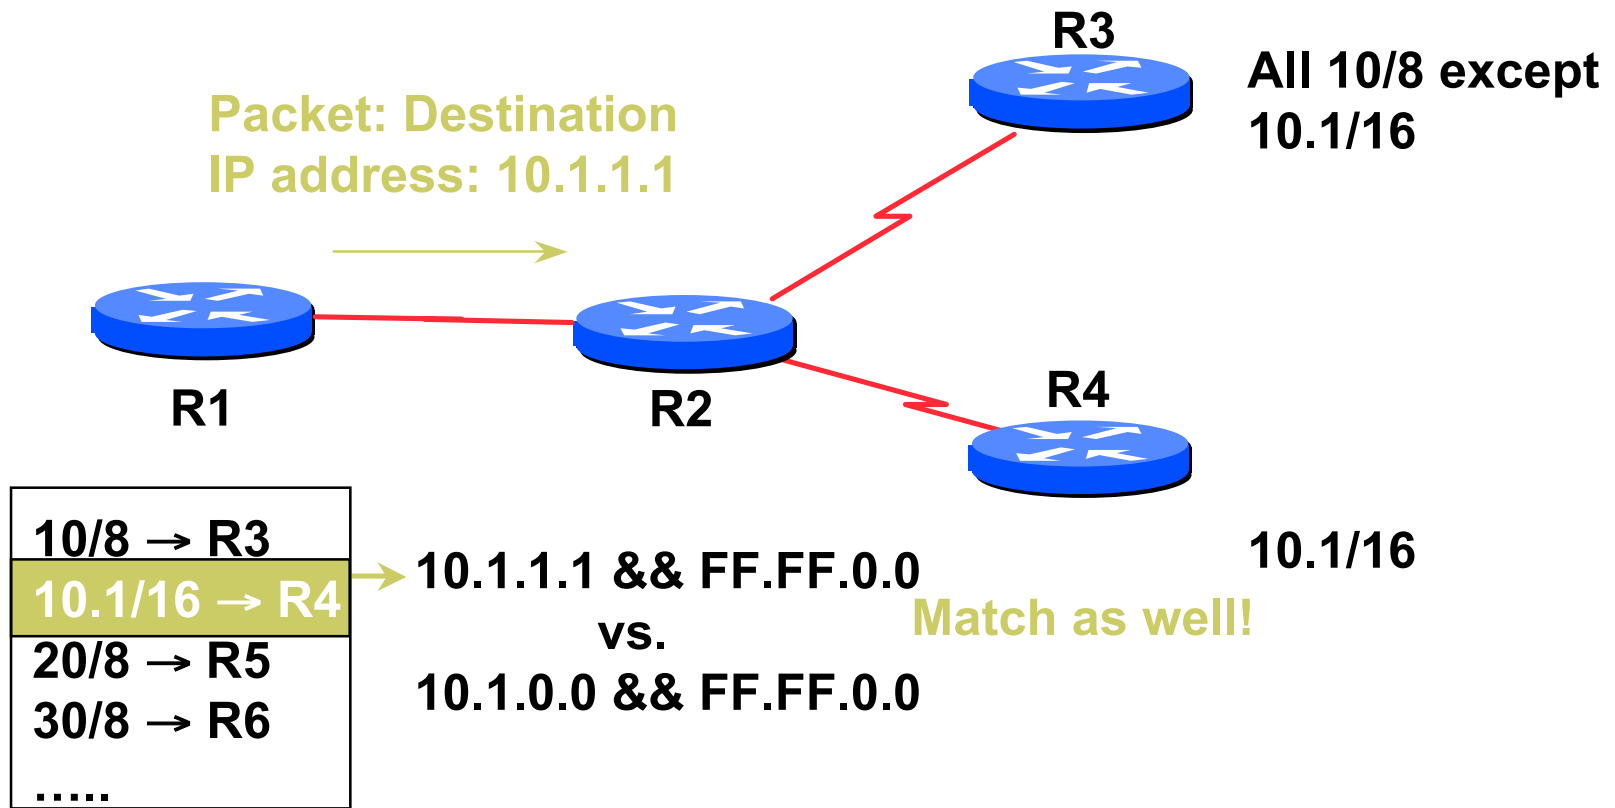 R3
All 10/8 except
10.1/16
Packet: Destination
IP address: 10.1.1.1
R1
R2
R4
10.1/16
10/8 → R3
10.1/16 → R4
20/8 → R5
30/8 → R6
.....
10.1.1.1 && FF.FF.0.0
vs.
10.1.0.0 && FF.FF.0.0
Match as well!